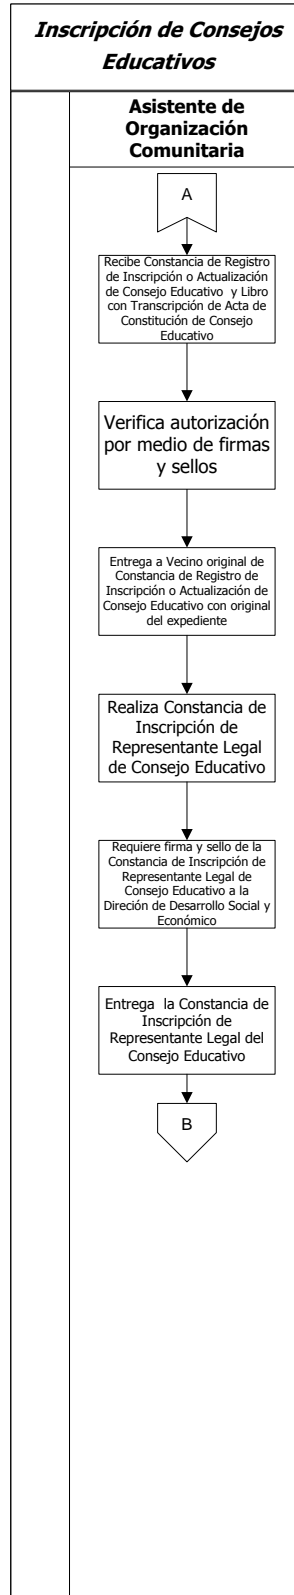 Inscripción de Consejos
Educativos
Asistente de
Organización
Comunitaria
A
Recibe Constancia de Registro
de Inscripción o Actualización
de Consejo Educativo y Libro
con Transcripción de Acta de
Constitución de Consejo
Educativo
Verifica autorización
por medio de firmas
y sellos
Entrega a Vecino original de
Constancia de Registro de
Inscripción o Actualización de
Consejo Educativo con original
del expediente
Realiza Constancia de
Inscripción de
Representante Legal
de Consejo Educativo
Requiere firma y sello de la
Constancia de Inscripción de
Representante Legal de
Consejo Educativo a la
Direción de Desarrollo Social y
Económico
Entrega la Constancia de
Inscripción de
Representante Legal del
Consejo Educativo
B